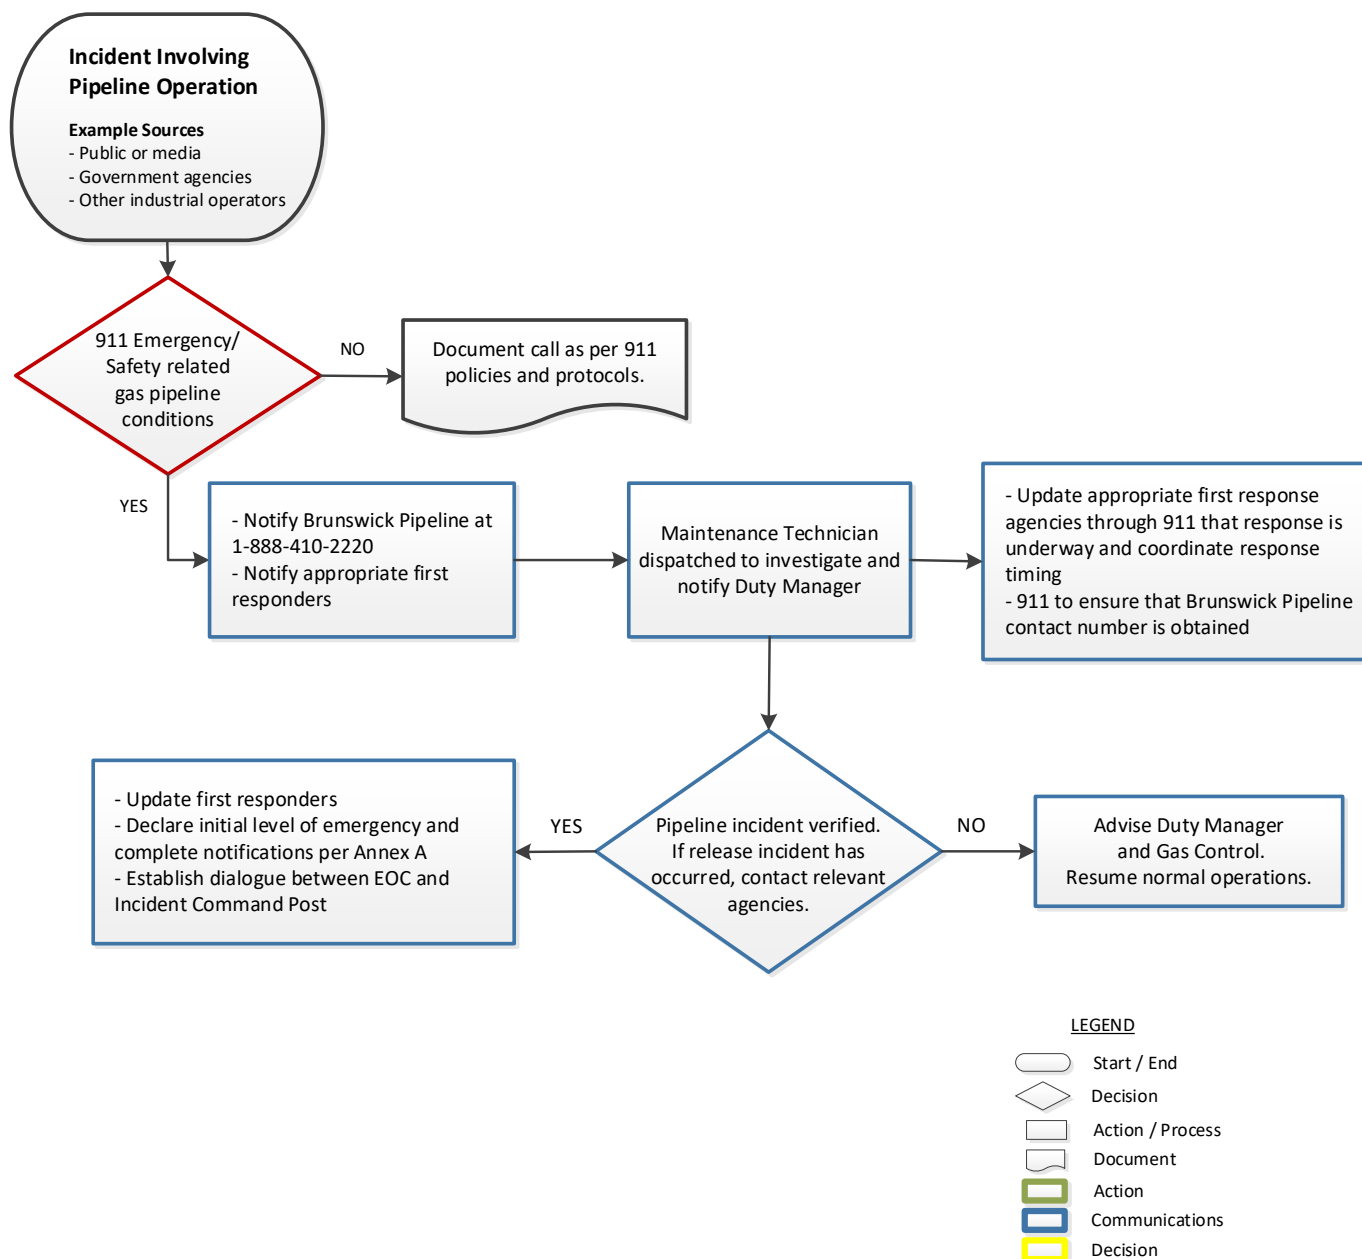 Incident Involving
Pipeline Operation
Example Sources
- Public or media
- Government agencies
- Other industrial operators
911 Emergency/
Safety related
gas pipeline
conditions
NO
Document call as per 911
policies and protocols.
YES
- Notify Brunswick Pipeline at
1-888-410-2220
- Notify appropriate first
responders
Maintenance Technician
dispatched to investigate and
notify Duty Manager
- Update appropriate first response
agencies through 911 that response is
underway and coordinate response
timing
- 911 to ensure that Brunswick Pipeline
contact number is obtained
- Update first responders
- Declare initial level of emergency and
complete notifications per Annex A
- Establish dialogue between EOC and
Incident Command Post
YES
Pipeline incident verified.
If release incident has
occurred, contact relevant
agencies.
NO
Advise Duty Manager
and Gas Control.
Resume normal operations.
LEGEND
Start / End
Decision
Action / Process
Document
Action
Communications
Decision